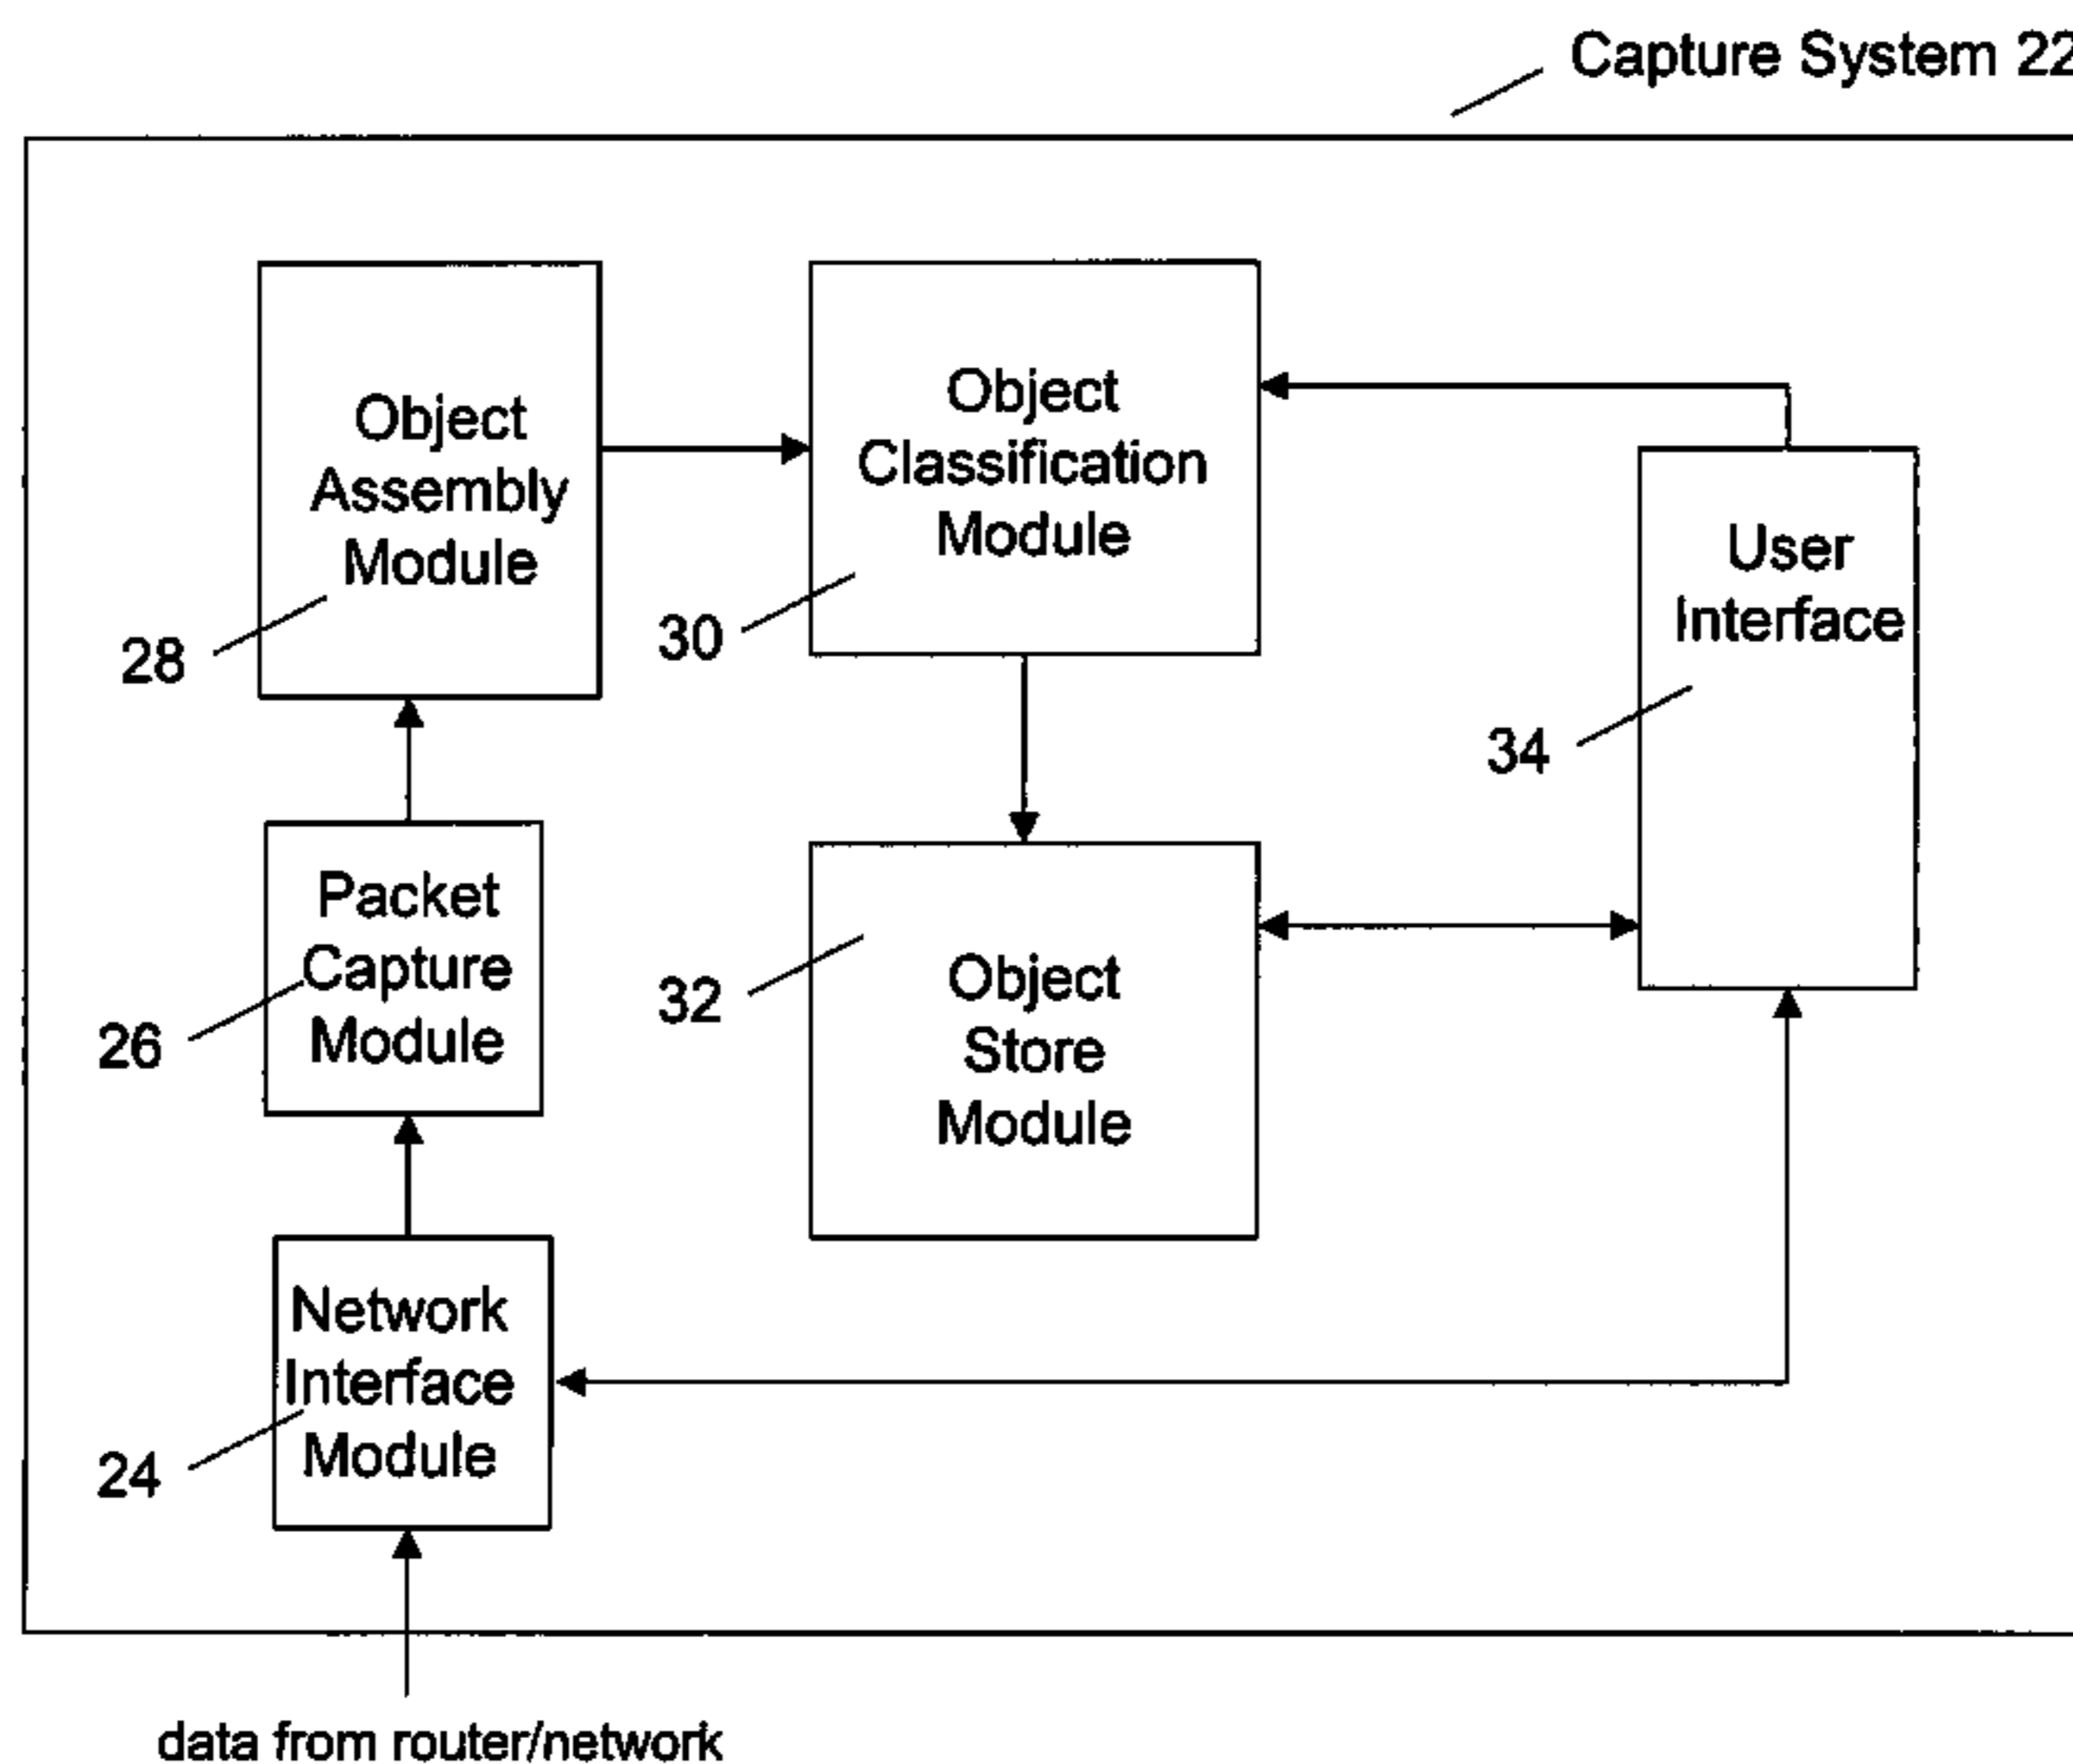 Capture System 22
Object
Assembly
Module
28
Object
Classification
Module
30
User
Interface
34
Packet
Capture
Module
26
Object
Store
Module
32
Network
Interface
Module
24
data from router/network